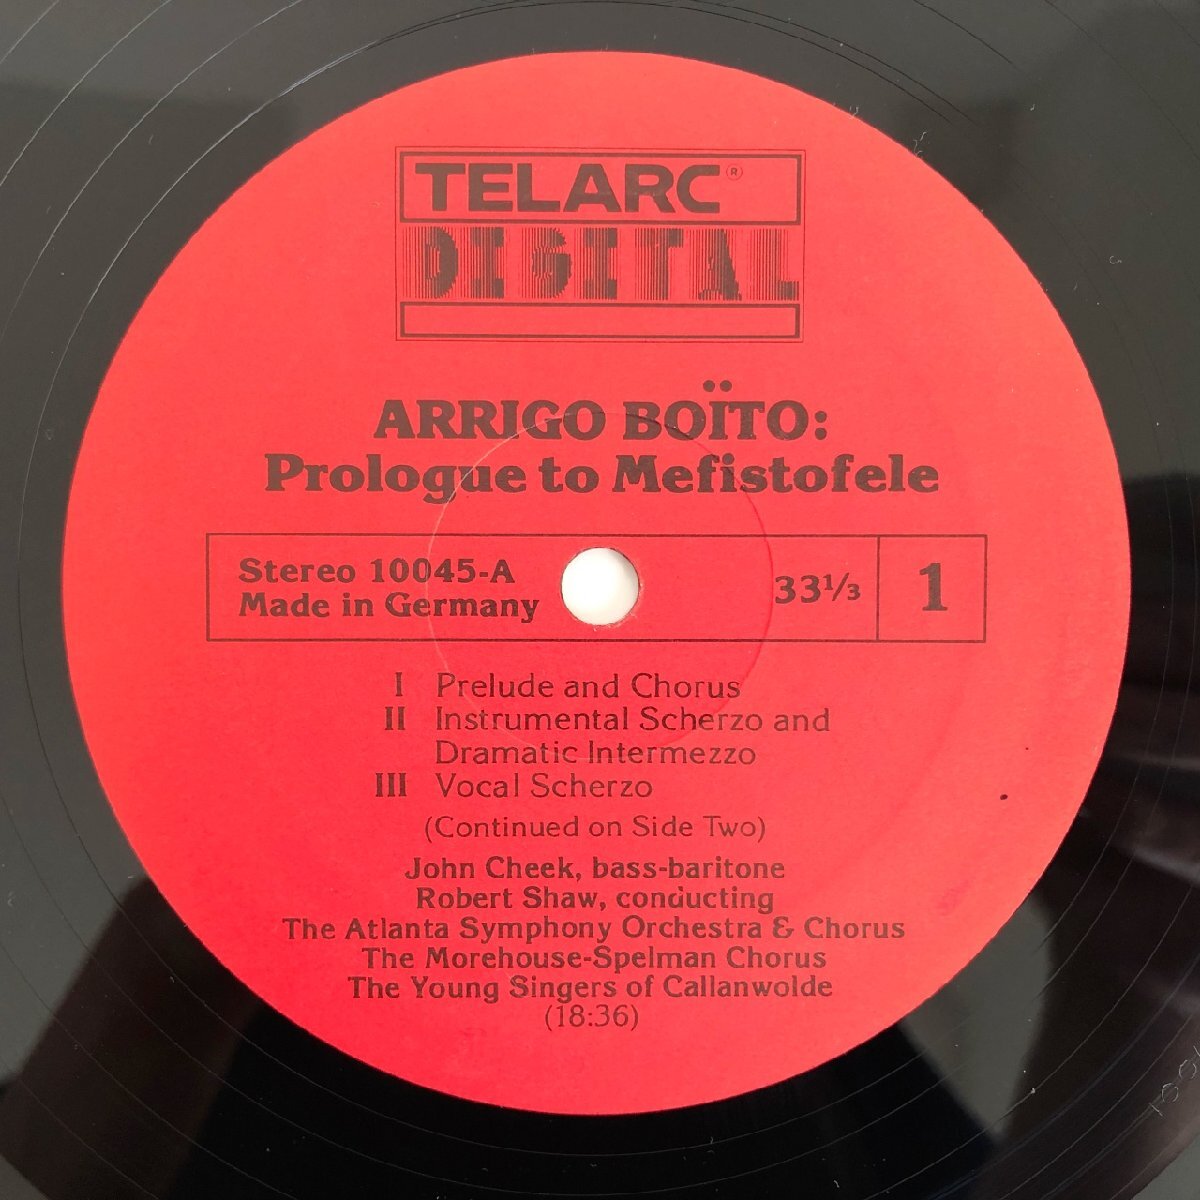 TELARC®
DIGITAL
ARRIGO BOÏTO:
Prologue to Mefistofele
Stereo 10045-A
Made in Germany
33⅓
1
I Prelude and Chorus
II Instrumental Scherzo and
Dramatic Intermezzo
III Vocal Scherzo
(Continued on Side Two)
John Cheek, bass-baritone
Robert Shaw, conducting
The Atlanta Symphony Orchestra & Chorus
The Morehouse-Spelman Chorus
The Young Singers of Callanwolde
(18:36)